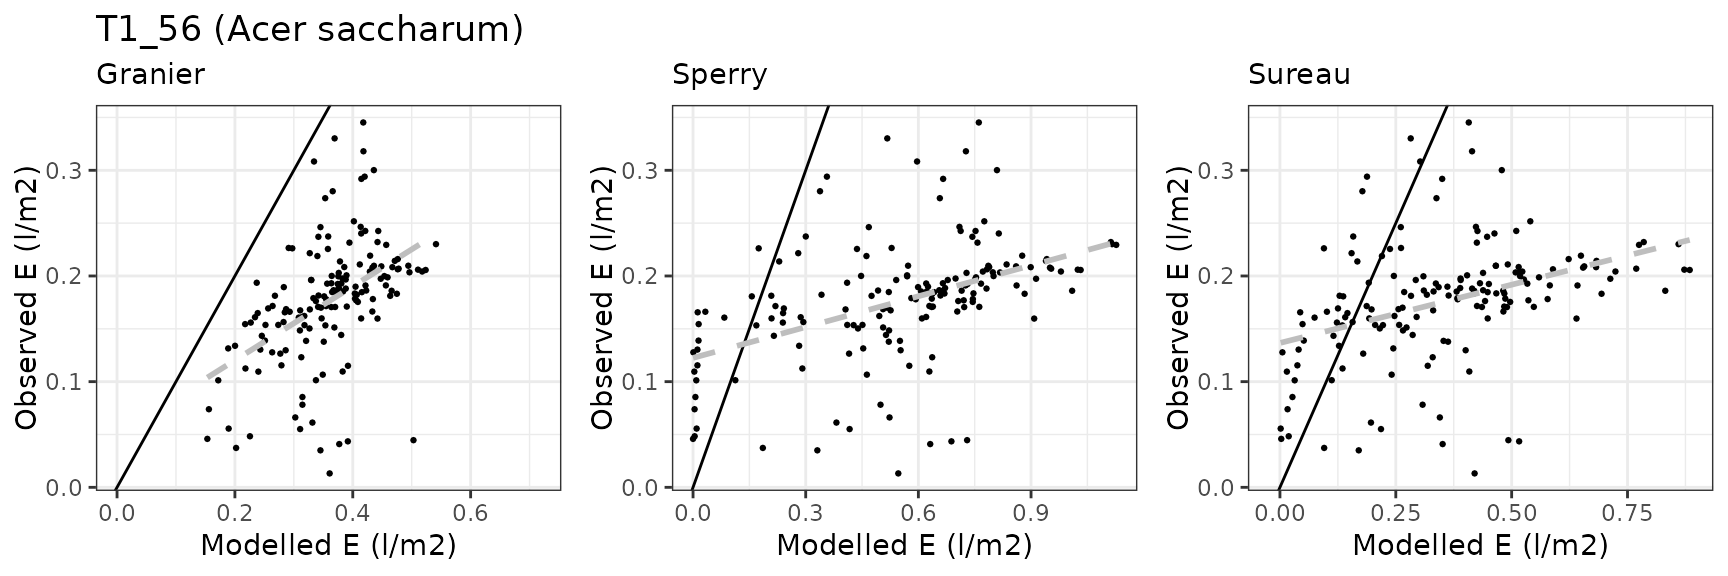 T1_56 (Acer saccharum)
Granier
Sperry
Sureau
Observed E (l/m2)
0.3
0.2
0.1
0.0
0.0 0.2 0.4 0.6
Modelled E (l/m2)
Observed E (l/m2)
0.3
0.2
0.1
0.0
0.0 0.3 0.6 0.9
Modelled E (l/m2)
Observed E (l/m2)
0.3
0.2
0.1
0.0
0.00 0.25 0.50 0.75
Modelled E (l/m2)